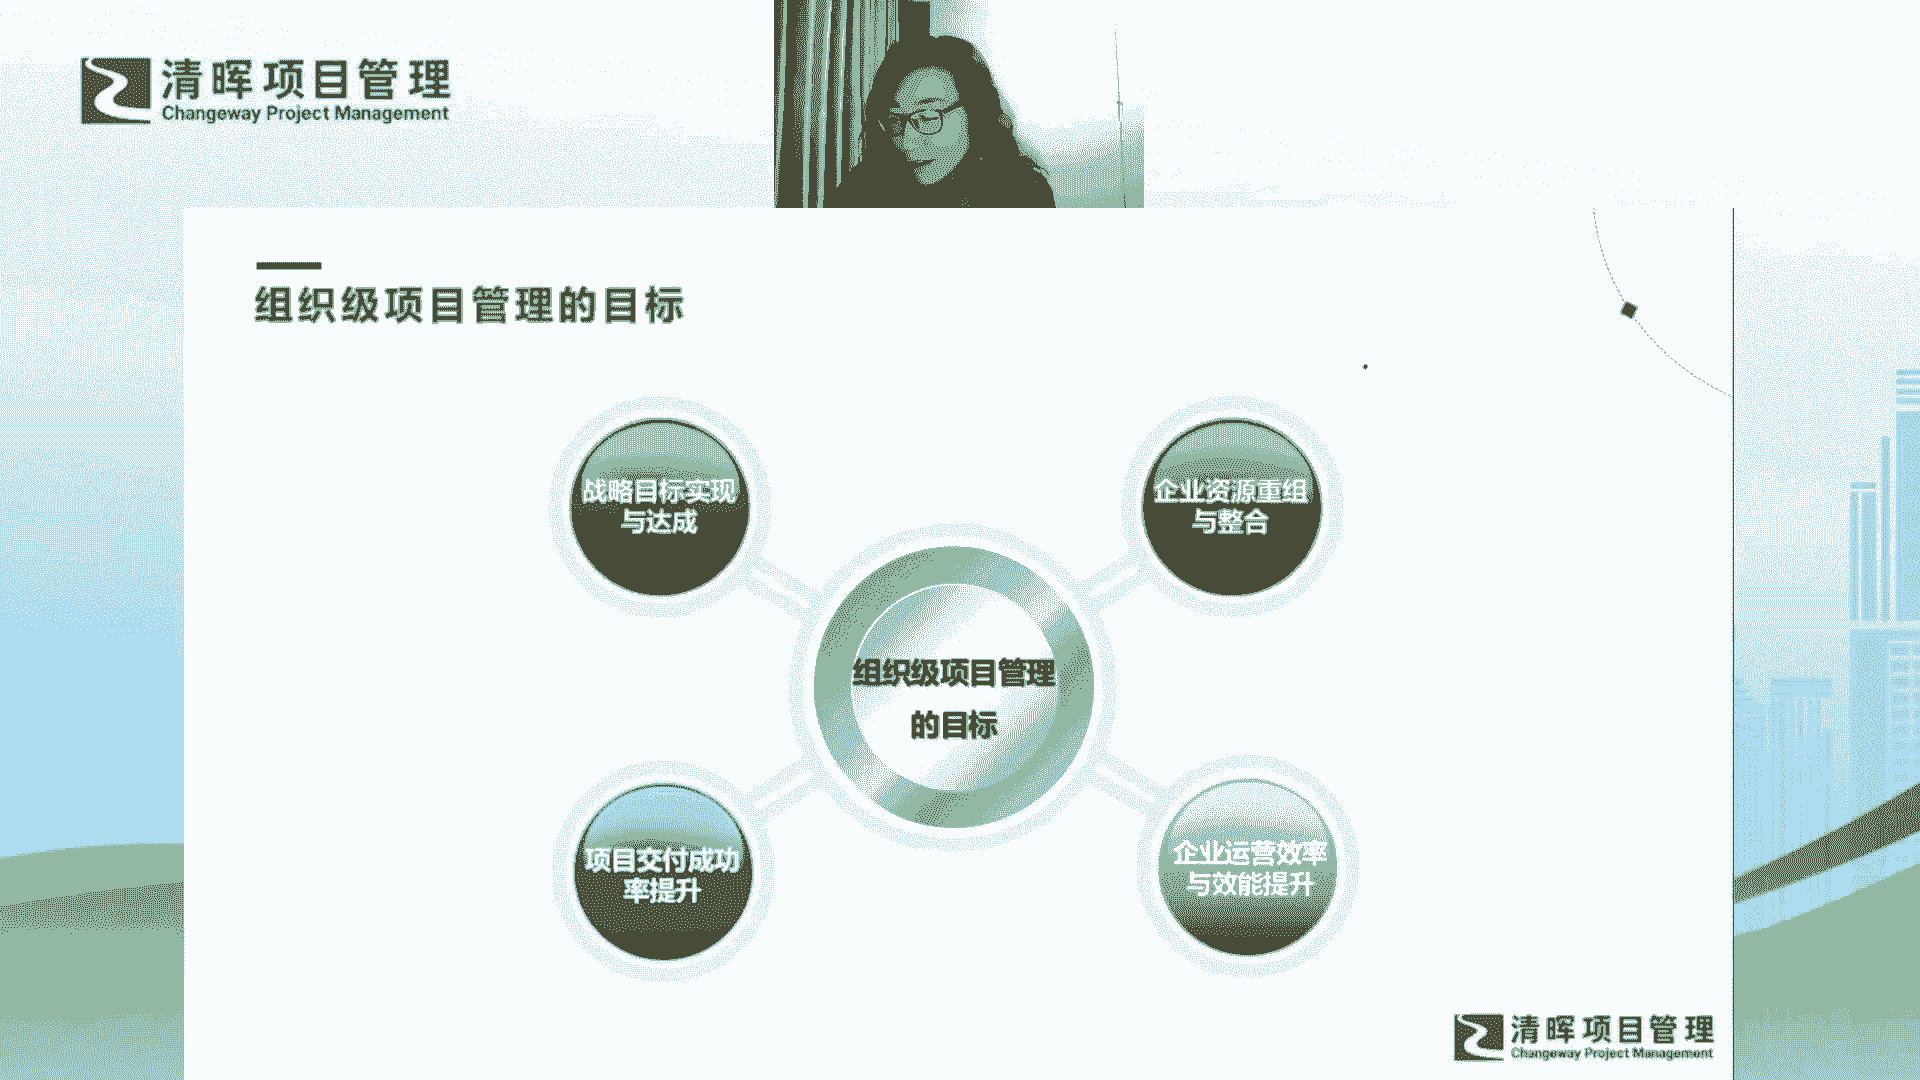 清晖项目管理
Changeway Project Management
组织级项目管理的目标
战略目标实现
与达成
企业资源重组
与整合
组织级项目管理
的目标
项目交付成功
率提升
企业运营效率
与效能提升
清晖项目管理
Changeway Project Management